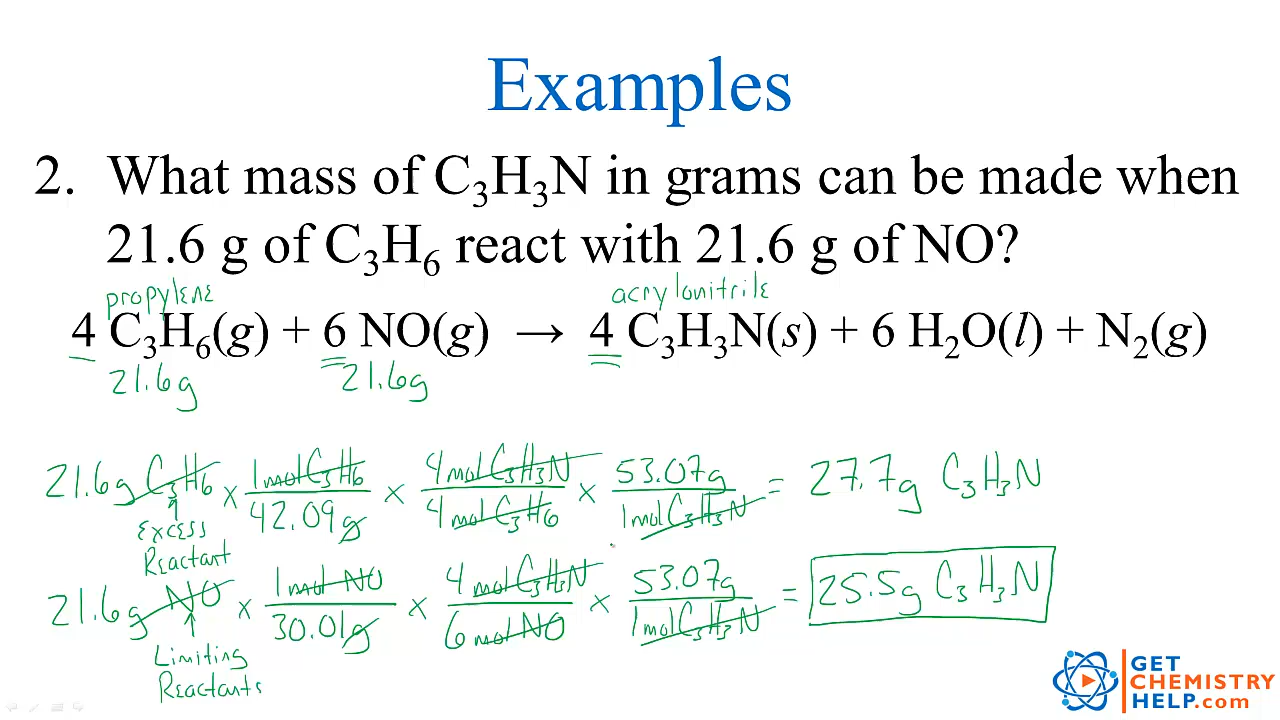 Examples
2. What mass of C₃H₃N in grams can be made when
21.6 g of C₃H₆ react with 21.6 g of NO?
propylene acrylonitrile
4 C₃H₆(g) + 6 NO(g) → 4 C₃H₃N(s) + 6 H₂O(l) + N₂(g)
21.6g 21.6g
21.6g C₃H₆ × 1mol C₃H₆/42.09g × 4mol C₃H₃N/4mol C₃H₆ × 53.07g/1mol C₃H₃N = 27.7g C₃H₃N
Excess
Reactant
21.6g NO × 1mol NO/30.01g × 4mol C₃H₃N/6mol NO × 53.07g/1mol C₃H₃N = 25.5g C₃H₃N
Limiting
Reactants
GET
CHEMISTRY
HELP.com